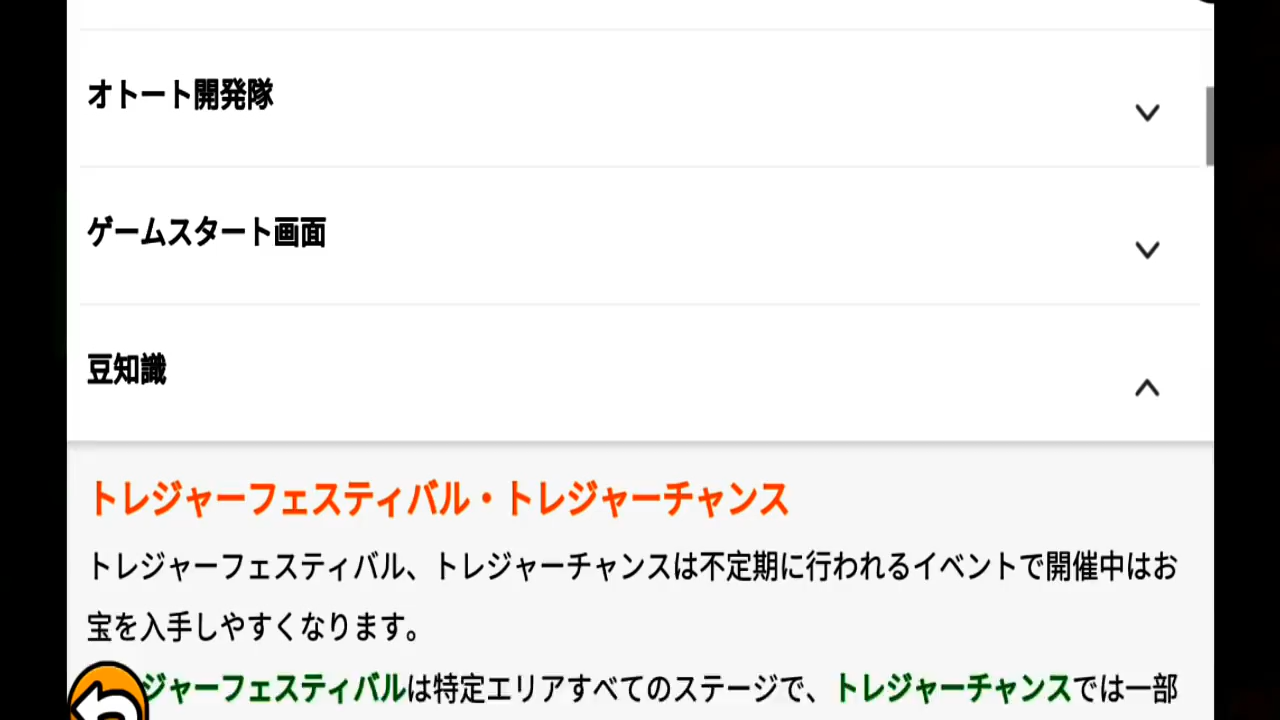 オトート開発隊
ゲームスタート画面
豆知識
トレジャーフェスティバル・トレジャーチャンス
トレジャーフェスティバル、トレジャーチャンスは不定期に行われるイベントで開催中はお
宝を入手しやすくなります。
ジャーフェスティバルは特定エリアすべてのステージで、トレジャーチャンスでは一部